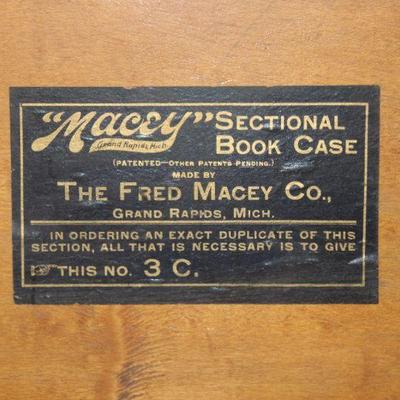 "Macey" SECTIONAL
Grand Rapids, Mich. BOOK CASE
(PATENTED—OTHER PATENTS PENDING.)
MADE BY
THE FRED MACEY CO.,
GRAND RAPIDS, MICH.
IN ORDERING AN EXACT DUPLICATE OF THIS
SECTION, ALL THAT IS NECESSARY IS TO GIVE
THIS NO. 3 C.